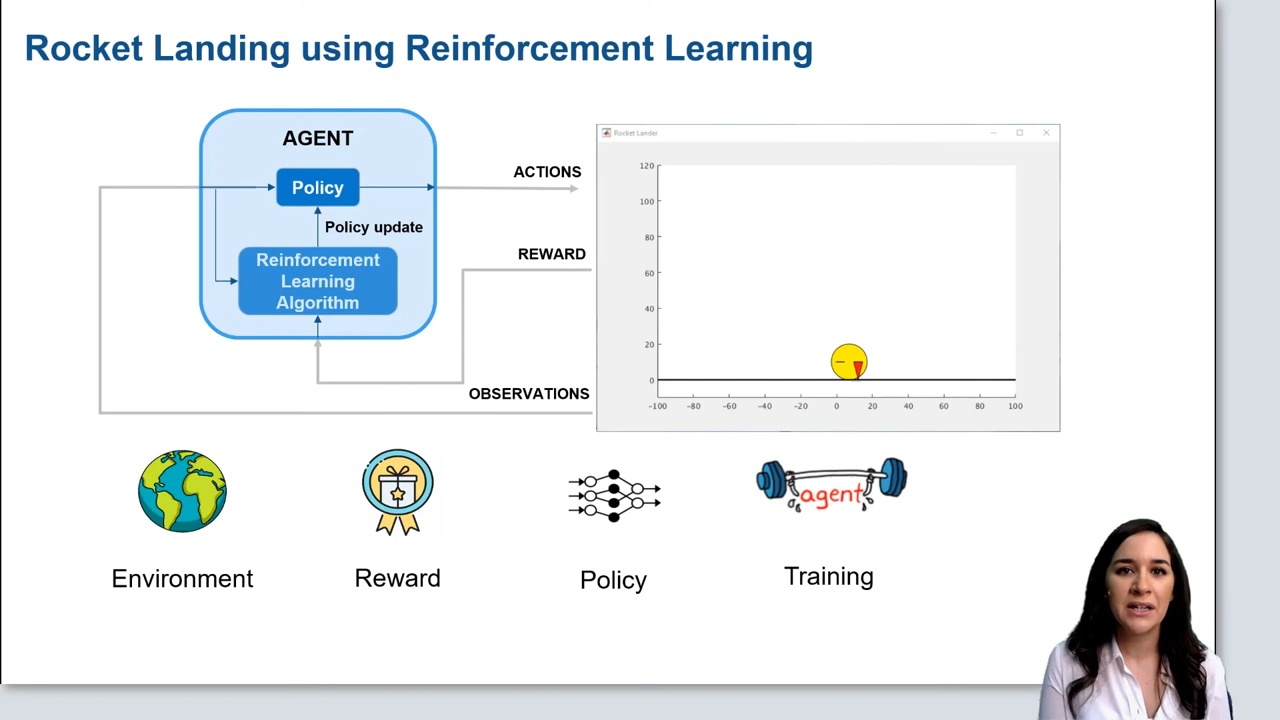 Rocket Landing using Reinforcement Learning
AGENT
Policy
Policy update
Reinforcement
Learning
Algorithm
ACTIONS
REWARD
OBSERVATIONS
Rocket Lander
120
100
80
60
40
20
0
-100 -80 -60 -40 -20 0 20 40 60 80 100
agent
Environment
Reward
Policy
Training